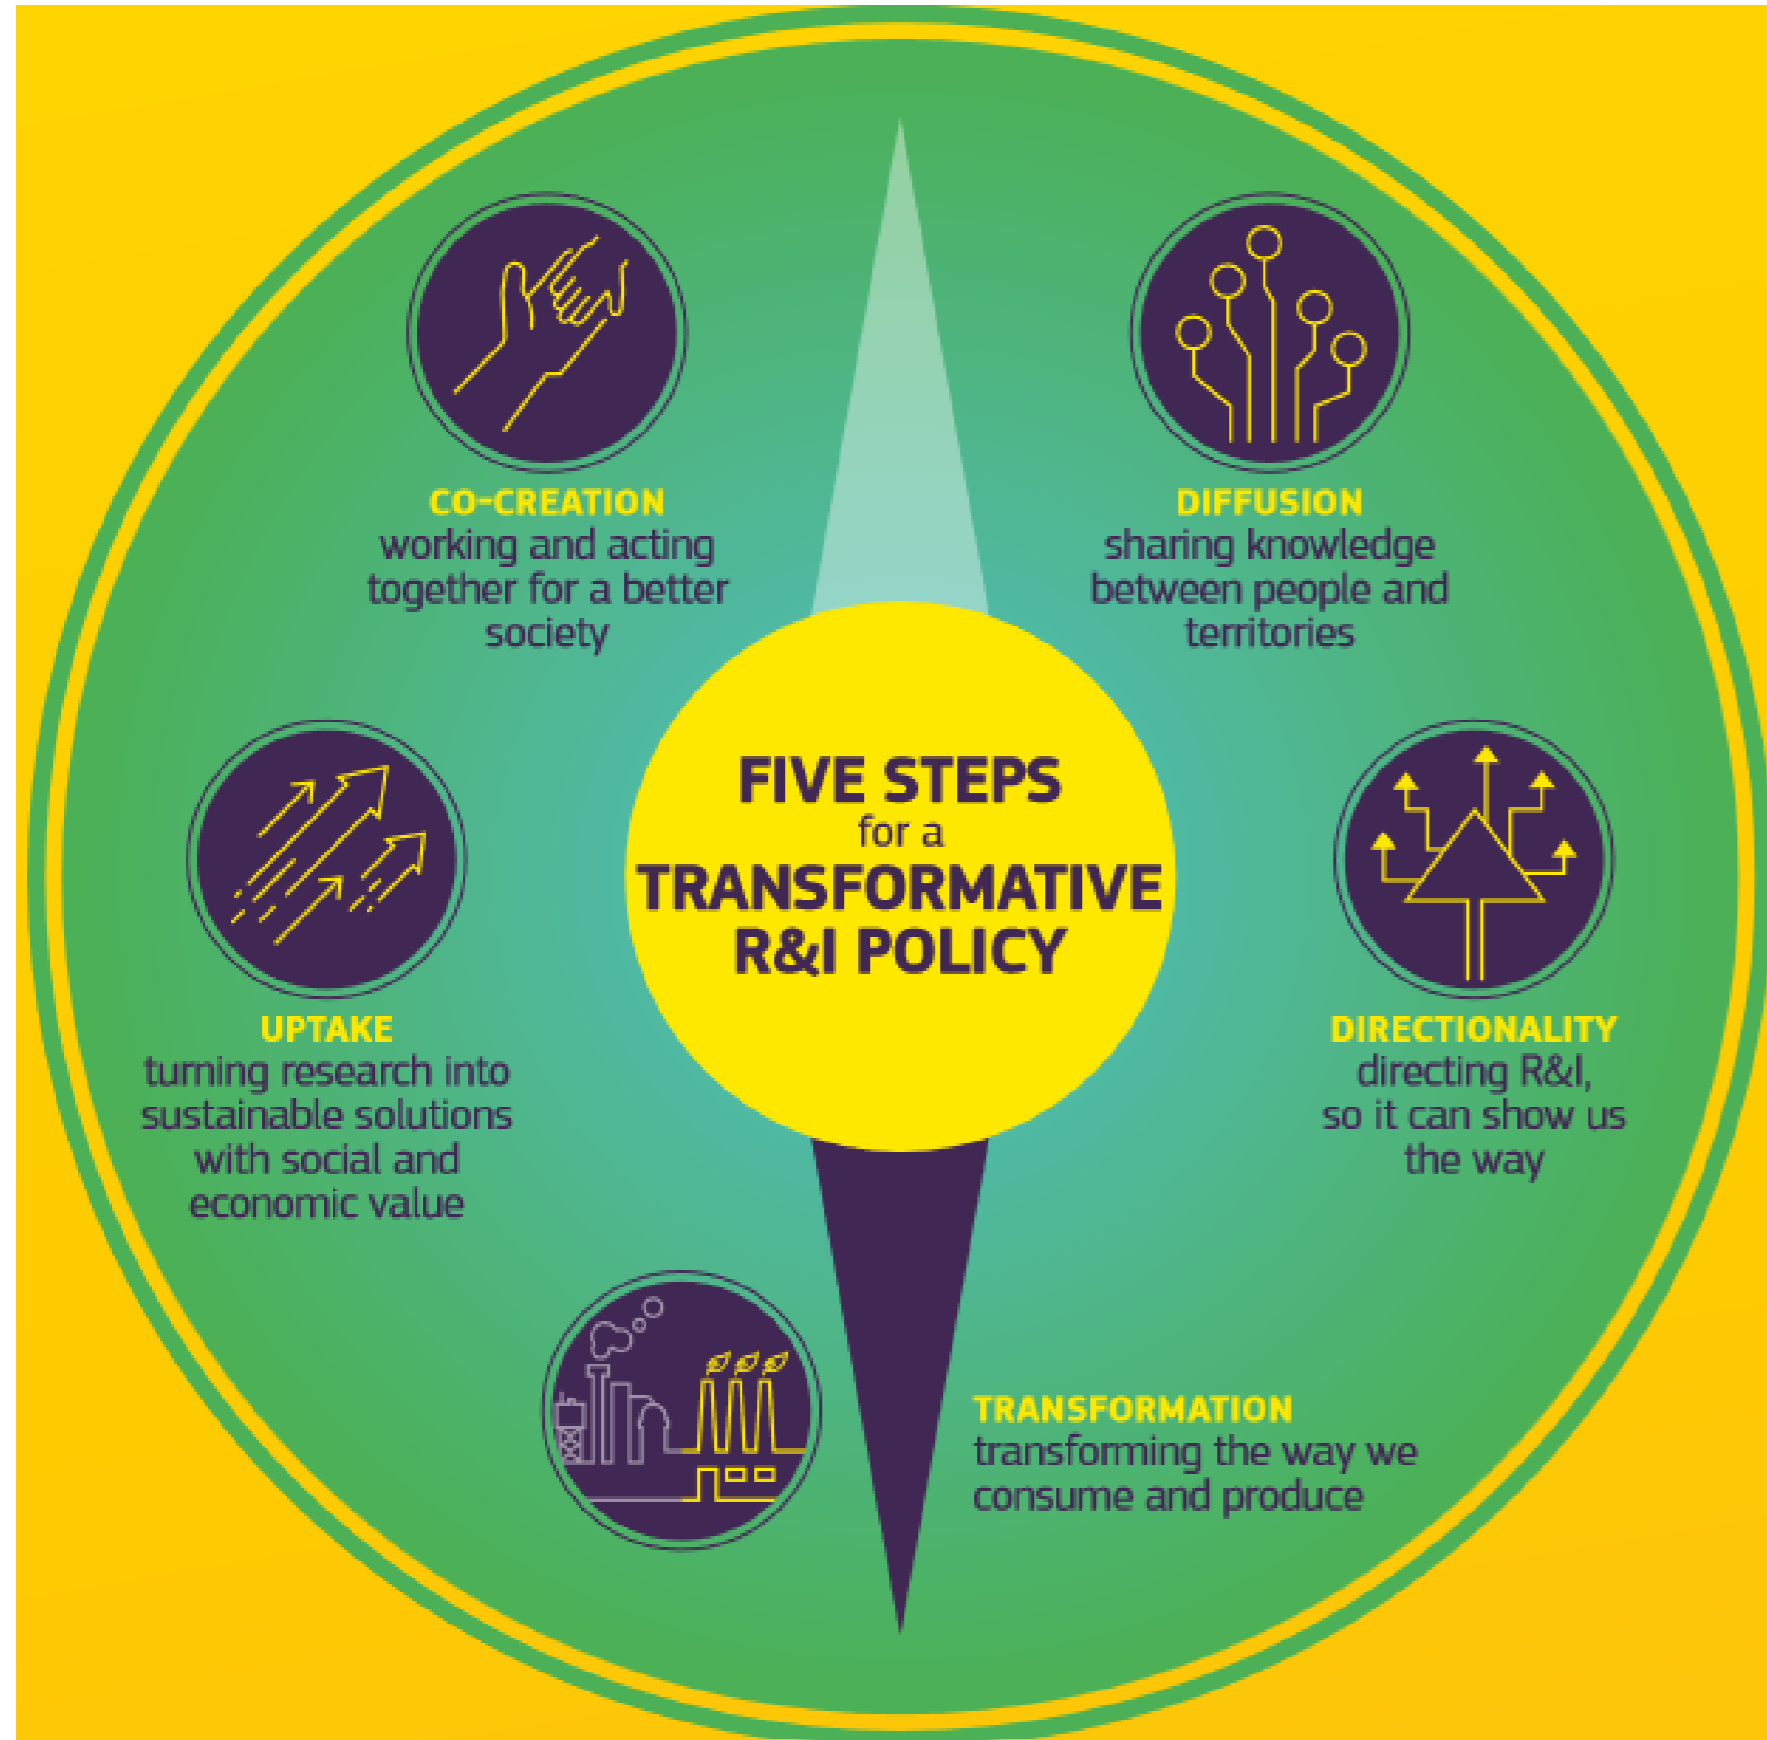 CO-CREATION
working and acting
together for a better
society
DIFFUSION
sharing knowledge
between people and
territories
FIVE STEPS
for a
TRANSFORMATIVE
R&I POLICY
UPTAKE
turning research into
sustainable solutions
with social and
economic value
DIRECTIONALITY
directing R&I,
so it can show us
the way
TRANSFORMATION
transforming the way we
consume and produce